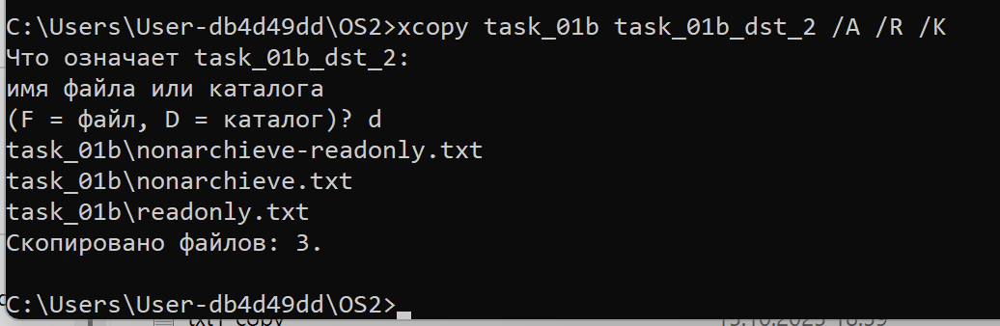 C:\Users\User-db4d49dd\OS2>xcopy task_01b task_01b_dst_2 /A /R /K
Что означает task_01b_dst_2:
имя файла или каталога
(F = файл, D = каталог)? d
task_01b\nonarchieve-readonly.txt
task_01b\nonarchieve.txt
task_01b\readonly.txt
Скопировано файлов: 3.
C:\Users\User-db4d49dd\OS2>